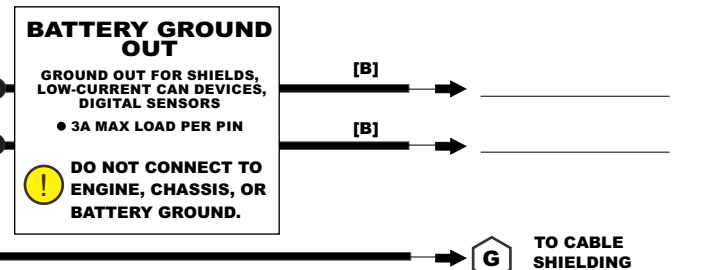 BATTERY GROUND
OUT
GROUND OUT FOR SHIELDS,
LOW-CURRENT CAN DEVICES,
DIGITAL SENSORS
● 3A MAX LOAD PER PIN
!
DO NOT CONNECT TO
ENGINE, CHASSIS, OR
BATTERY GROUND.
[B]
[B]
G
TO CABLE
SHIELDING